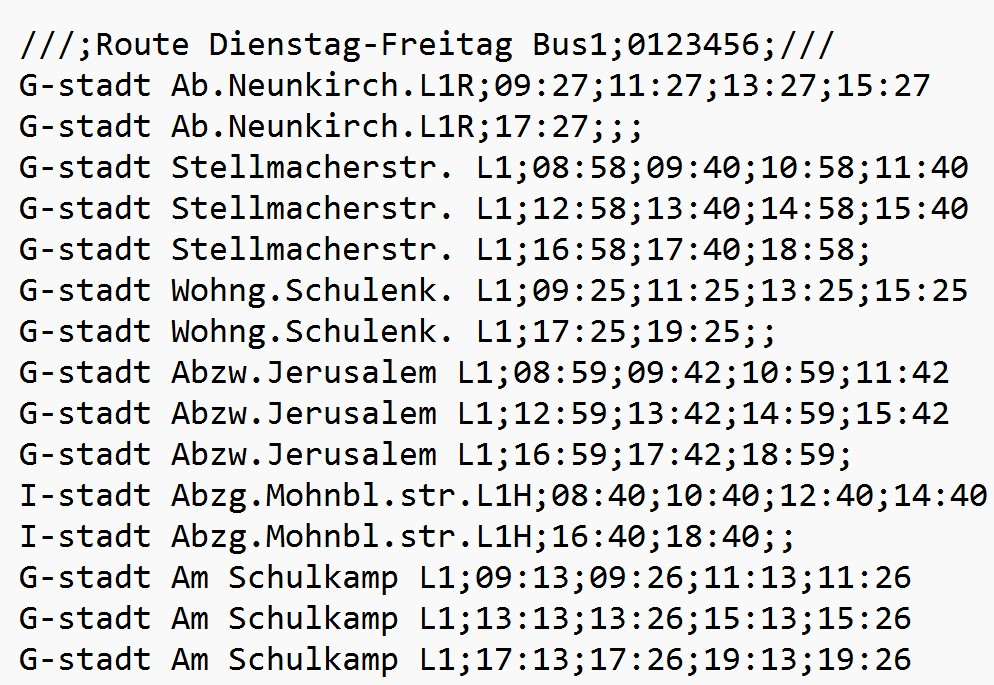 ///;Route Dienstag-Freitag Bus1;0123456;///
G-stadt Ab.Neunkirch.L1R;09:27;11:27;13:27;15:27
G-stadt Ab.Neunkirch.L1R;17:27;;;
G-stadt Stellmacherstr. L1;08:58;09:40;10:58;11:40
G-stadt Stellmacherstr. L1;12:58;13:40;14:58;15:40
G-stadt Stellmacherstr. L1;16:58;17:40;18:58;
G-stadt Wohng.Schulenk. L1;09:25;11:25;13:25;15:25
G-stadt Wohng.Schulenk. L1;17:25;19:25;;
G-stadt Abzw.Jerusalem L1;08:59;09:42;10:59;11:42
G-stadt Abzw.Jerusalem L1;12:59;13:42;14:59;15:42
G-stadt Abzw.Jerusalem L1;16:59;17:42;18:59;
I-stadt Abzg.Mohnbl.str.L1H;08:40;10:40;12:40;14:40
I-stadt Abzg.Mohnbl.str.L1H;16:40;18:40;;
G-stadt Am Schulkamp L1;09:13;09:26;11:13;11:26
G-stadt Am Schulkamp L1;13:13;13:26;15:13;15:26
G-stadt Am Schulkamp L1;17:13;17:26;19:13;19:26